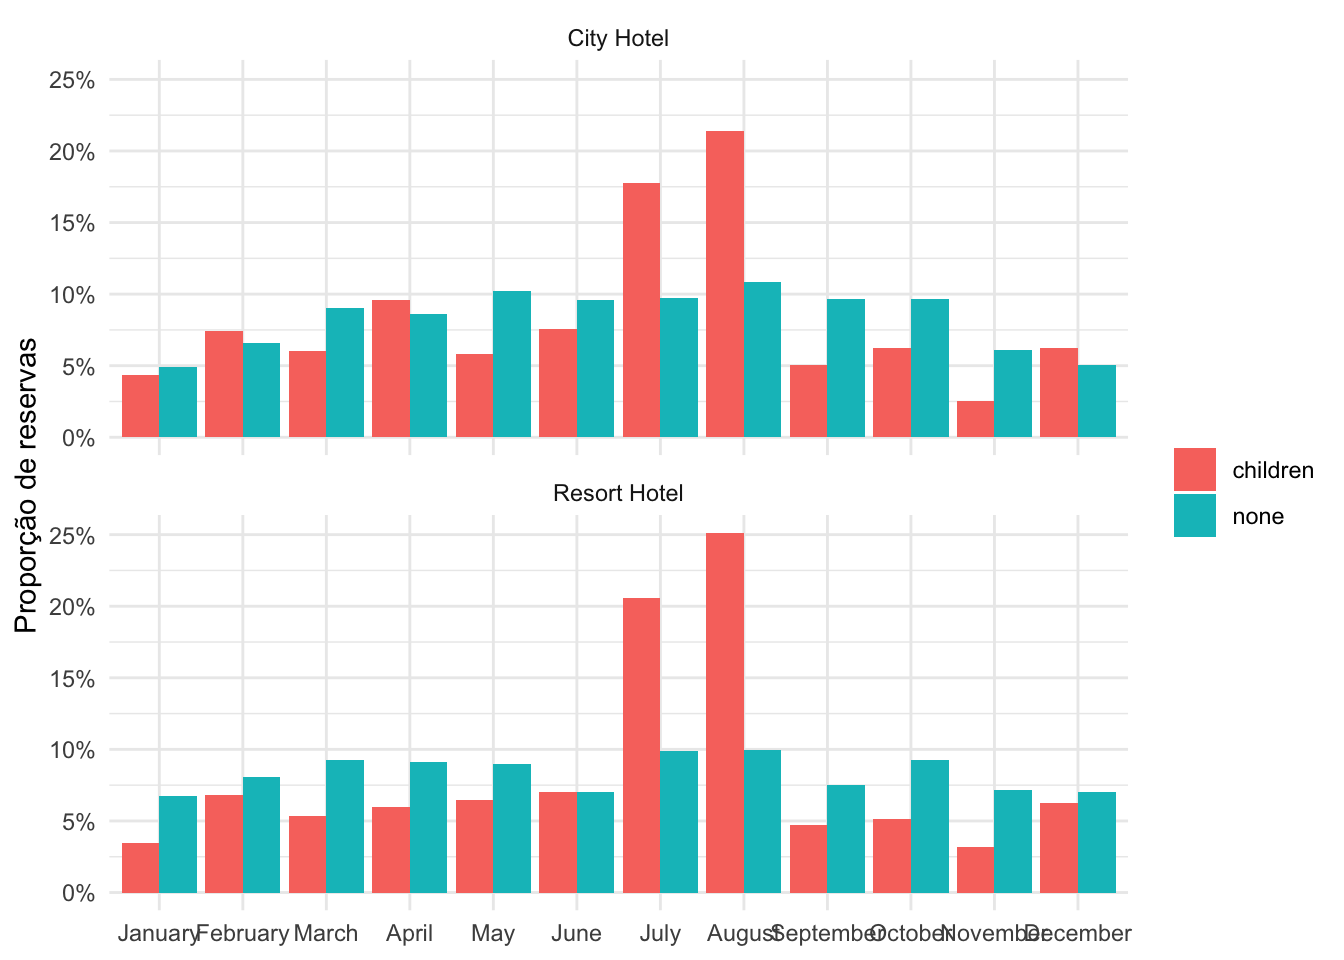 City Hotel
25%
20%
15%
10%
5%
0%
Proporção de reservas
children
none
Resort Hotel
25%
20%
15%
10%
5%
0%
January February March April May June July August September October November December